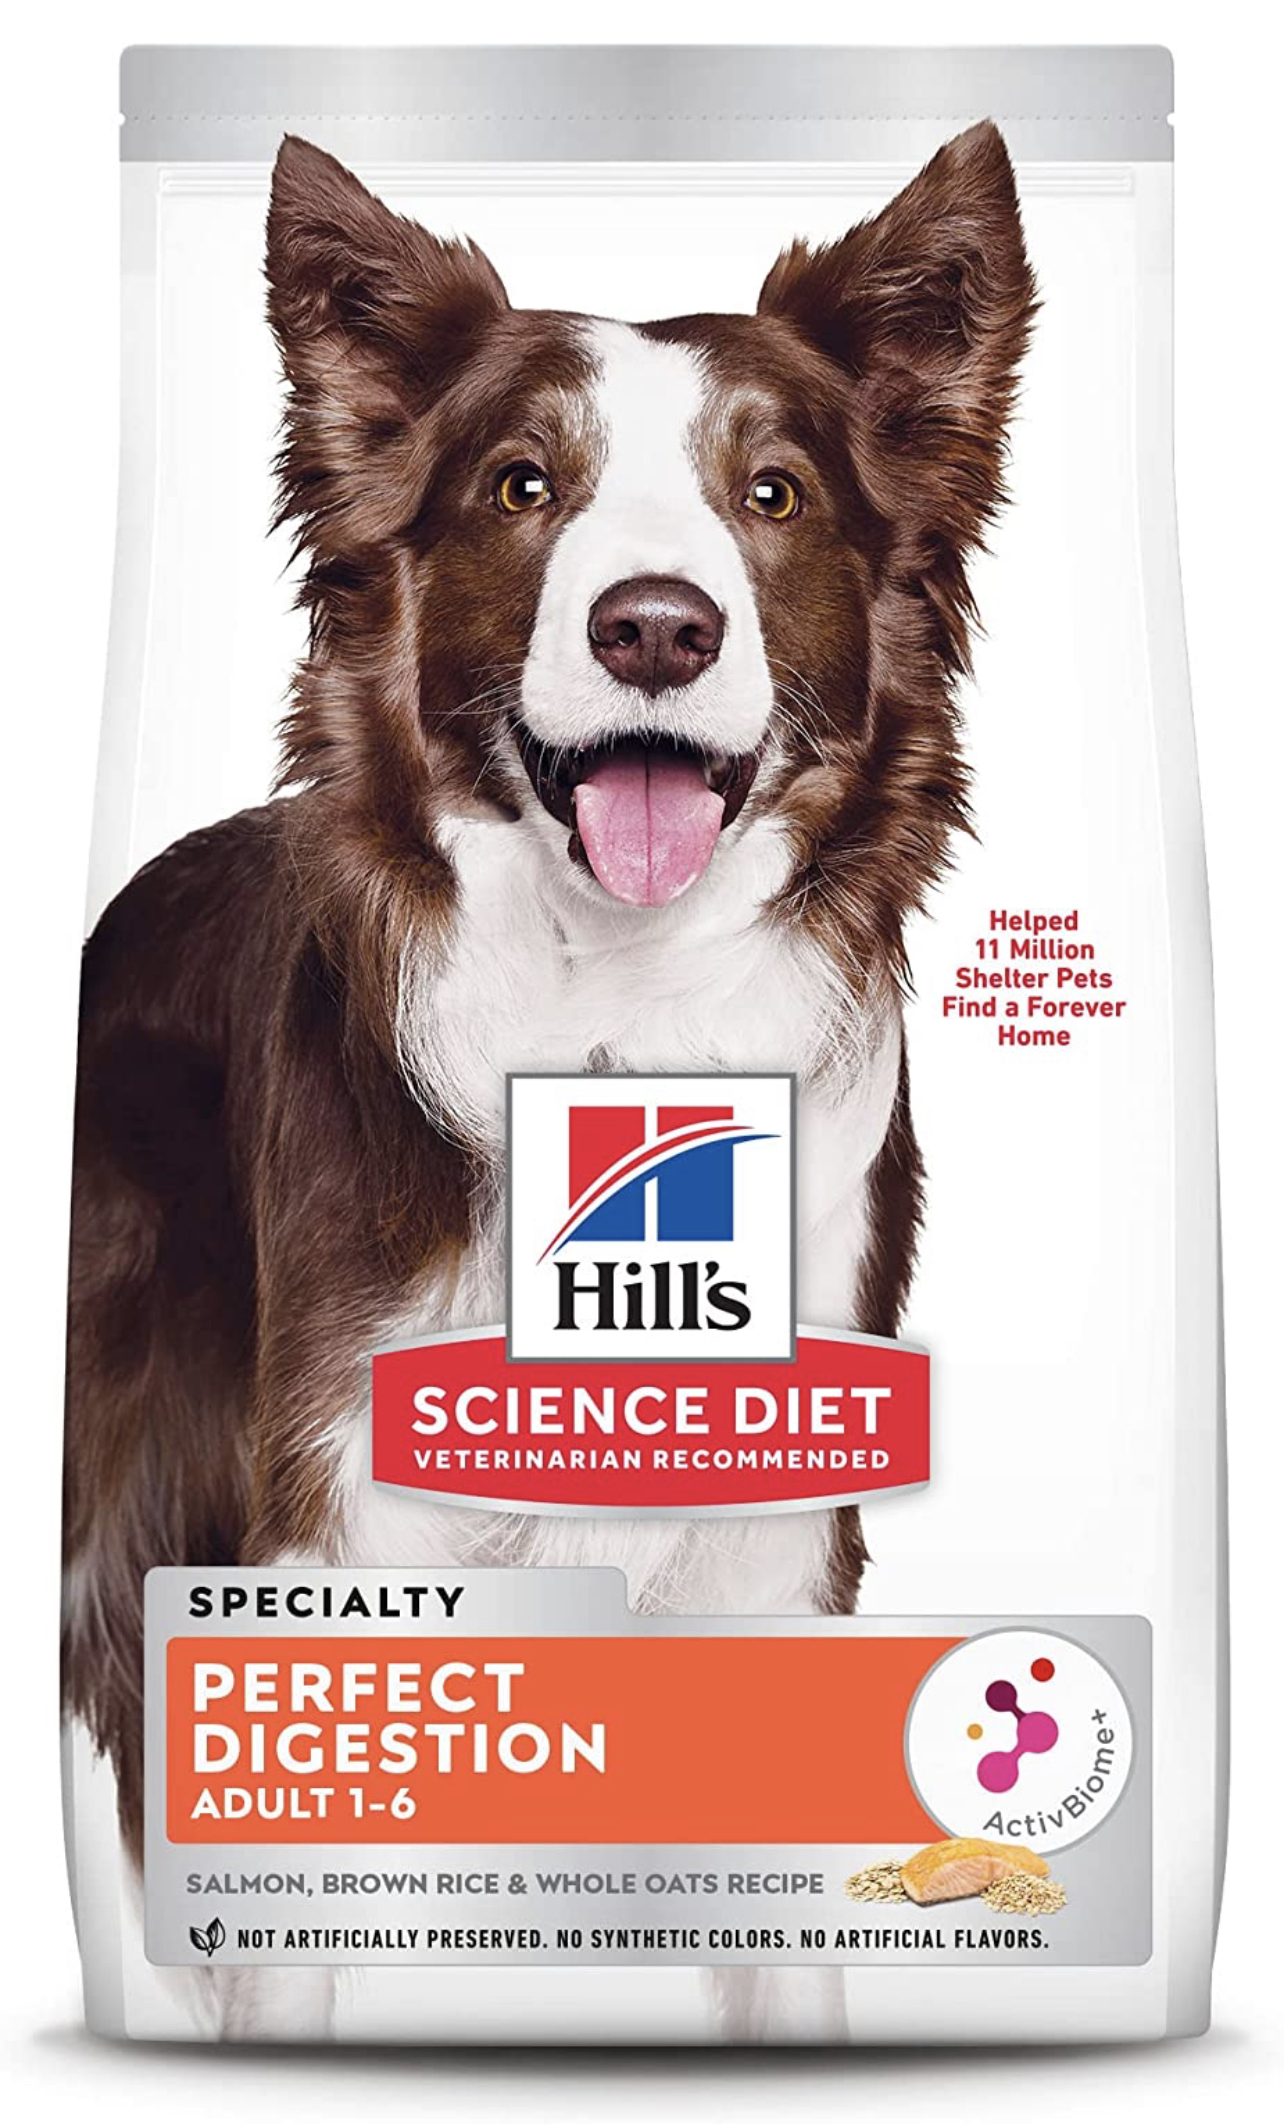 Helped
11 Million
Shelter Pets
Find a Forever
Home
Hill's
SCIENCE DIET
VETERINARIAN RECOMMENDED
SPECIALTY
PERFECT
DIGESTION
ADULT 1-6
ActivBiome+
SALMON, BROWN RICE & WHOLE OATS RECIPE
NOT ARTIFICIALLY PRESERVED. NO SYNTHETIC COLORS. NO ARTIFICIAL FLAVORS.